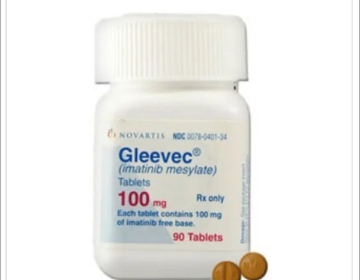 NOVARTIS NDC 0078-0401-34
Gleevec®
(imatinib mesylate)
Tablets
100 mg Rx only
Each tablet contains 100 mg
of imatinib free base.
90 Tablets